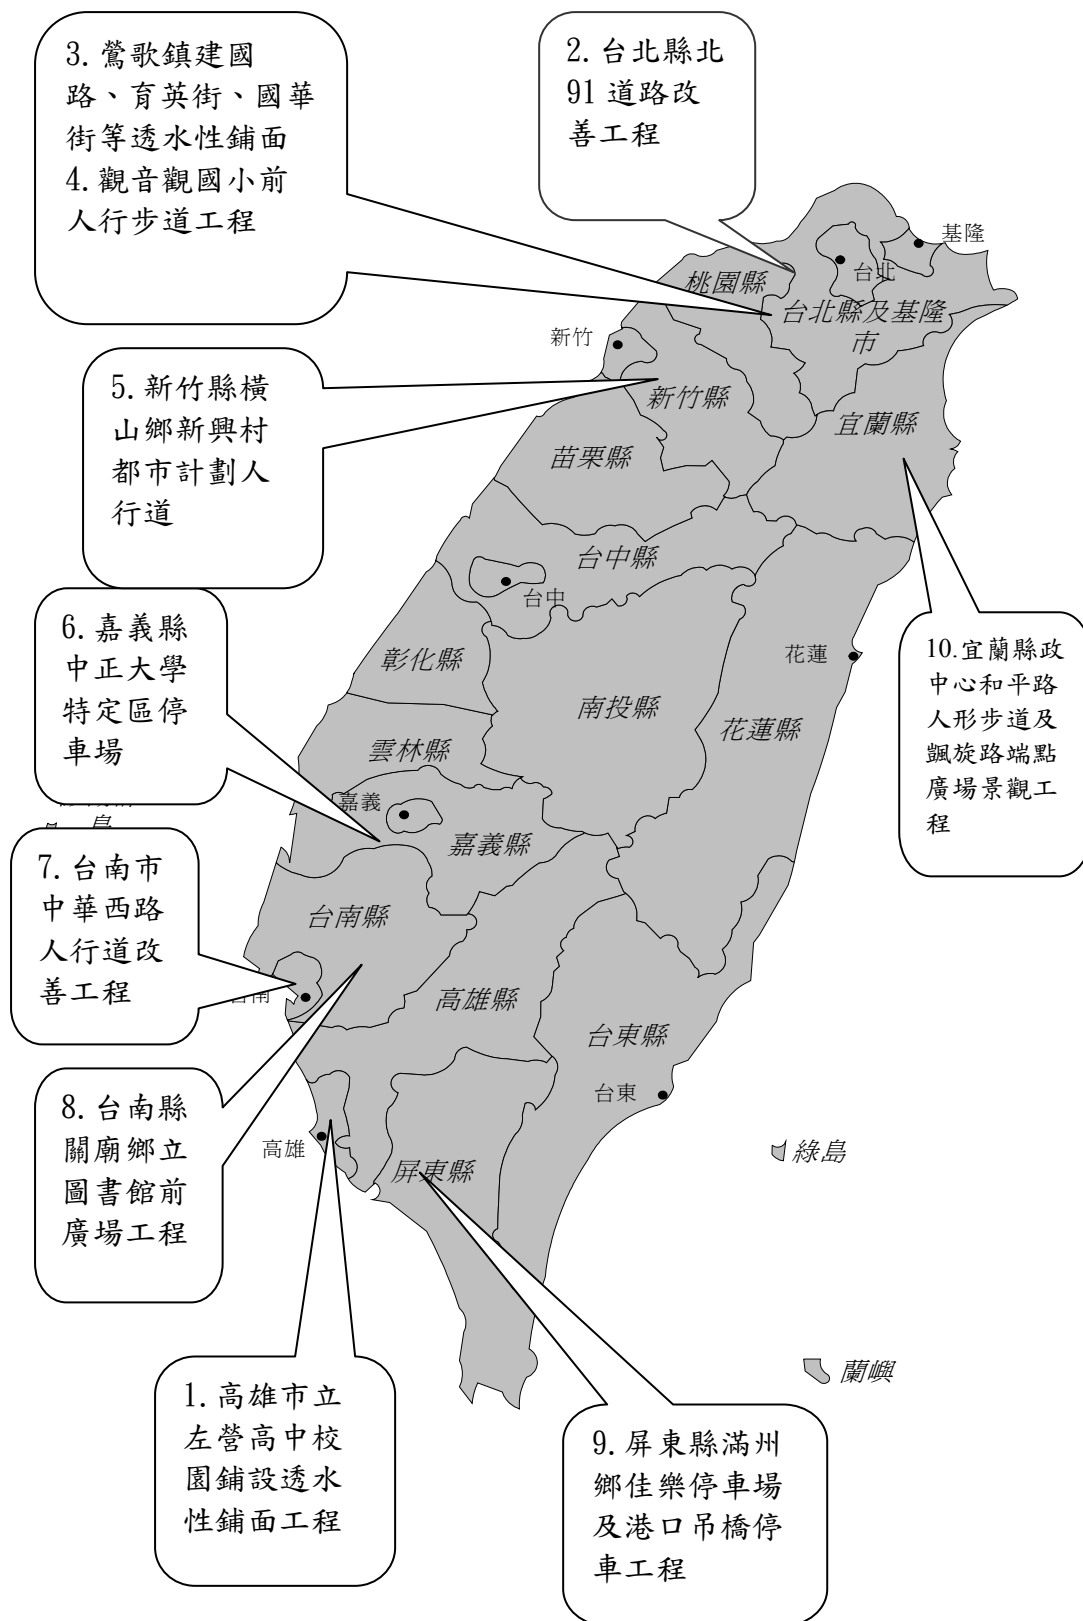 3. 鶯歌鎮建國
路、育英街、國華
街等透水性鋪面
4. 觀音觀國小前
人行步道工程
2. 台北縣北
91 道路改
善工程
基隆
台北
桃園縣
台北縣及基隆
市
新竹
5. 新竹縣橫
山鄉新興村
都市計劃人
行道
新竹縣
宜蘭縣
苗栗縣
台中縣
台中
6. 嘉義縣
中正大學
特定區停
車場
彰化縣
南投縣
花蓮
花蓮縣
10.宜蘭縣政
中心和平路
人形步道及
颽旋路端點
廣場景觀工
程
雲林縣
嘉義
嘉義縣
島
7. 台南市
中華西路
人行道改
善工程
台南縣
台南
高雄縣
台東縣
台東
8. 台南縣
關廟鄉立
圖書館前
廣場工程
高雄
屏東縣
綠島
蘭嶼
1. 高雄市立
左營高中校
園鋪設透水
性鋪面工程
9. 屏東縣滿州
鄉佳樂停車場
及港口吊橋停
車工程